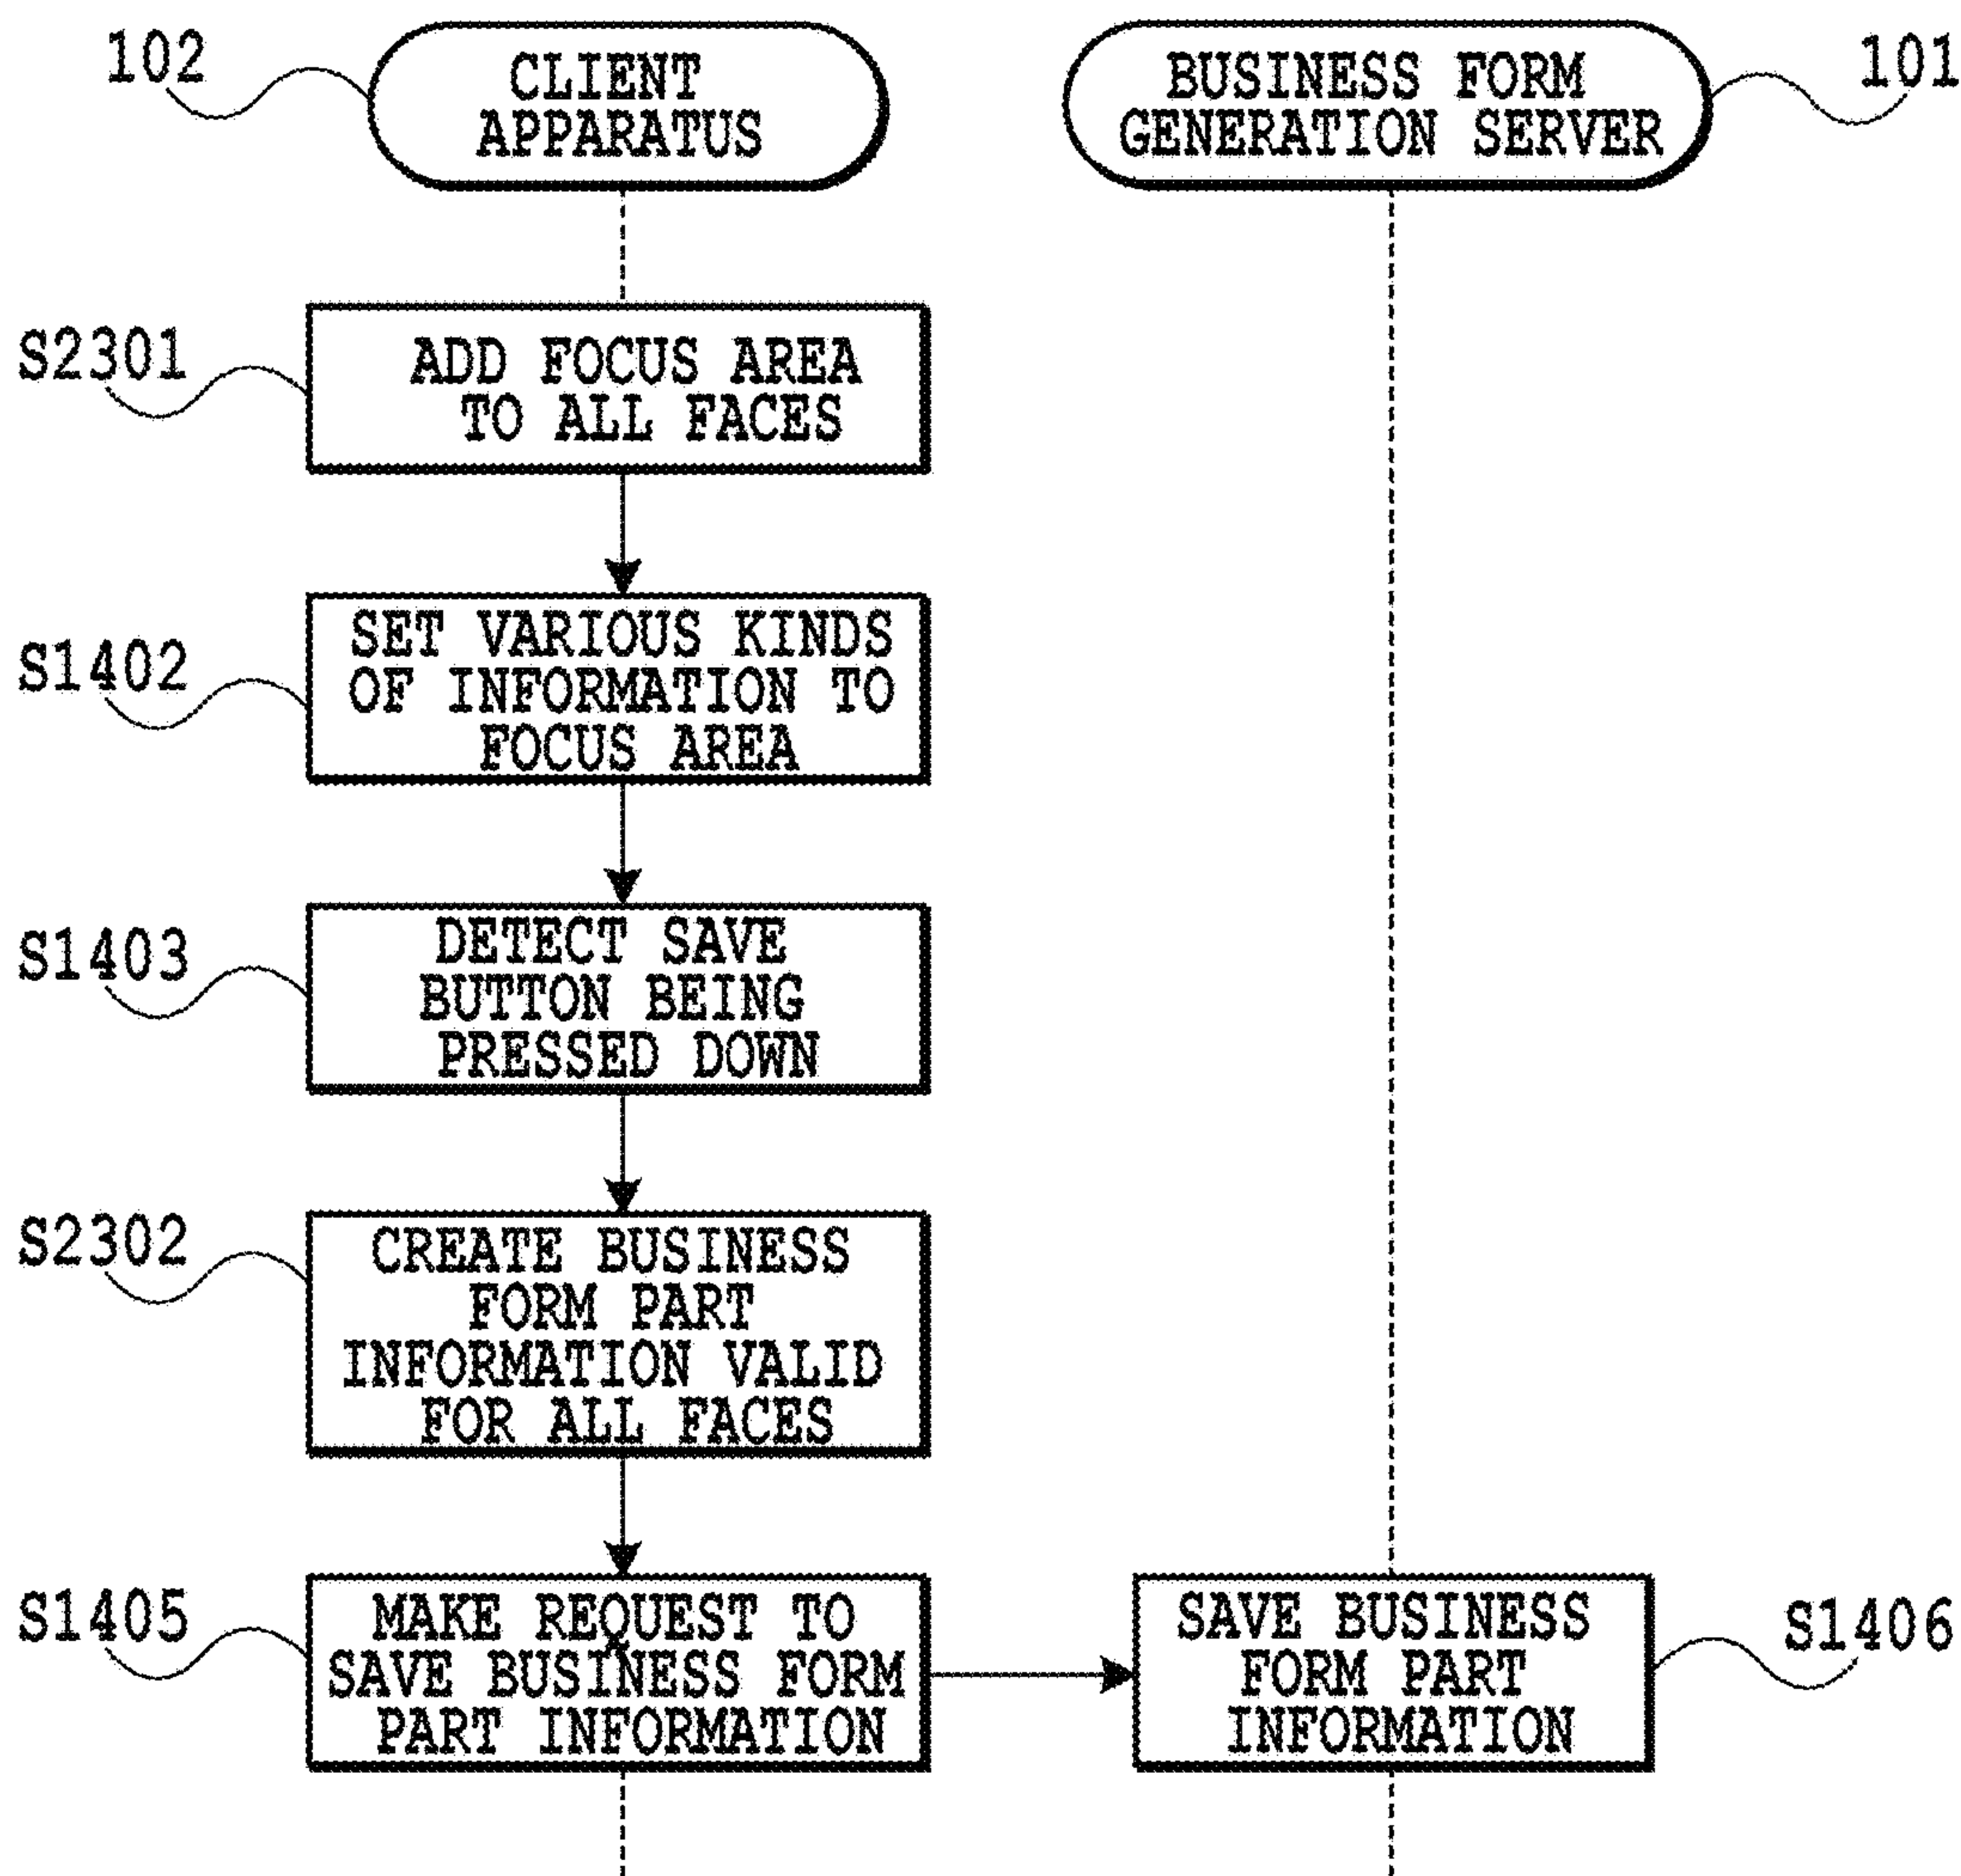 102
CLIENT
APPARATUS
BUSINESS FORM
GENERATION SERVER
101
S2301
ADD FOCUS AREA
TO ALL FACES
S1402
SET VARIOUS KINDS
OF INFORMATION TO
FOCUS AREA
S1403
DETECT SAVE
BUTTON BEING
PRESSED DOWN
S2302
CREATE BUSINESS
FORM PART
INFORMATION VALID
FOR ALL FACES
S1405
MAKE REQUEST TO
SAVE BUSINESS FORM
PART INFORMATION
SAVE BUSINESS
FORM PART
INFORMATION
S1406